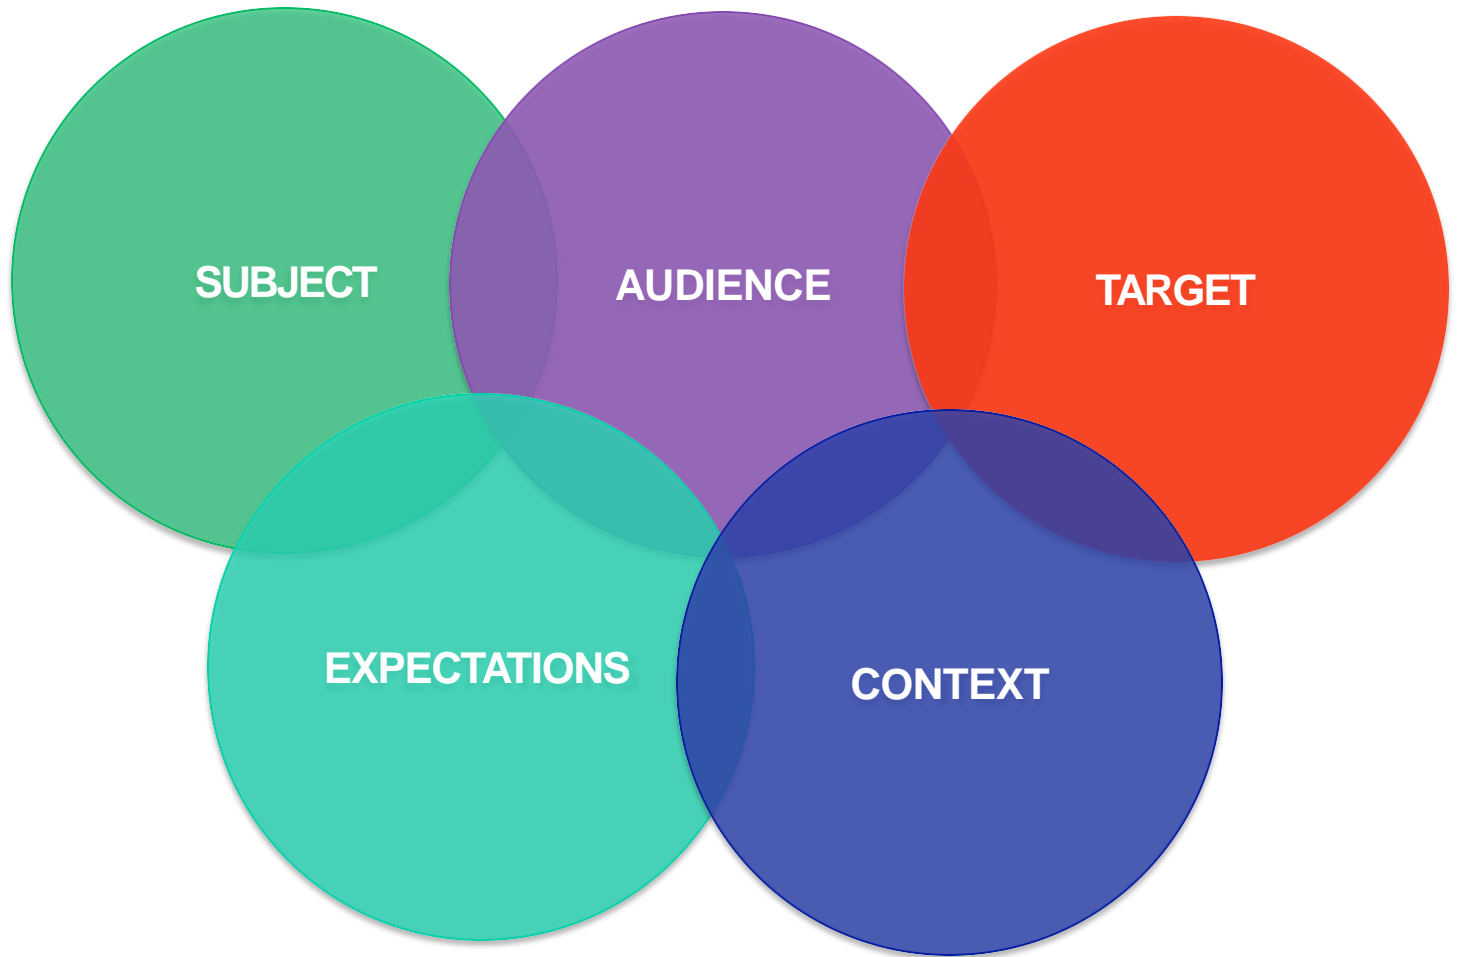 SUBJECT
AUDIENCE
TARGET
EXPECTATIONS
CONTEXT